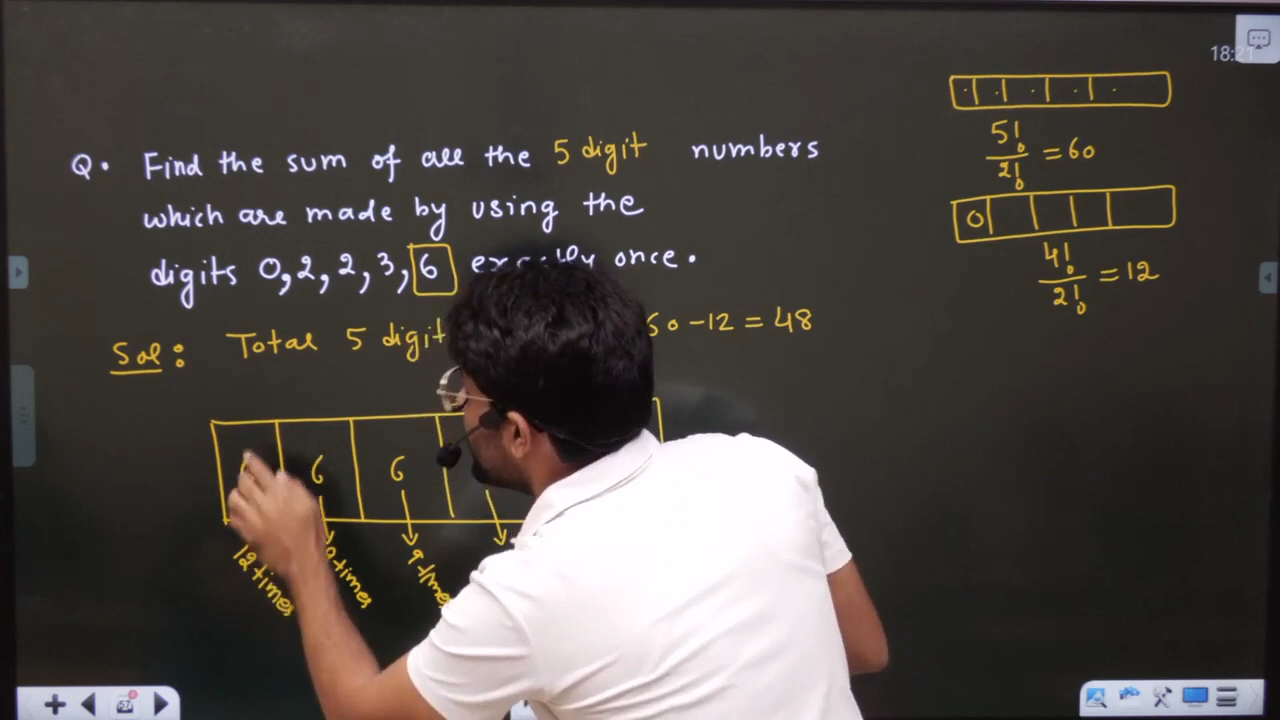 18:21
Q. Find the sum of all the 5 digit numbers
which are made by using the
digits 0,2,2,3,6 exactly once.
Sol: Total 5 digit 60-12 = 48
6 6
12 times 9 times 9 times
5!/2! = 60
0
4!/2! = 12
57